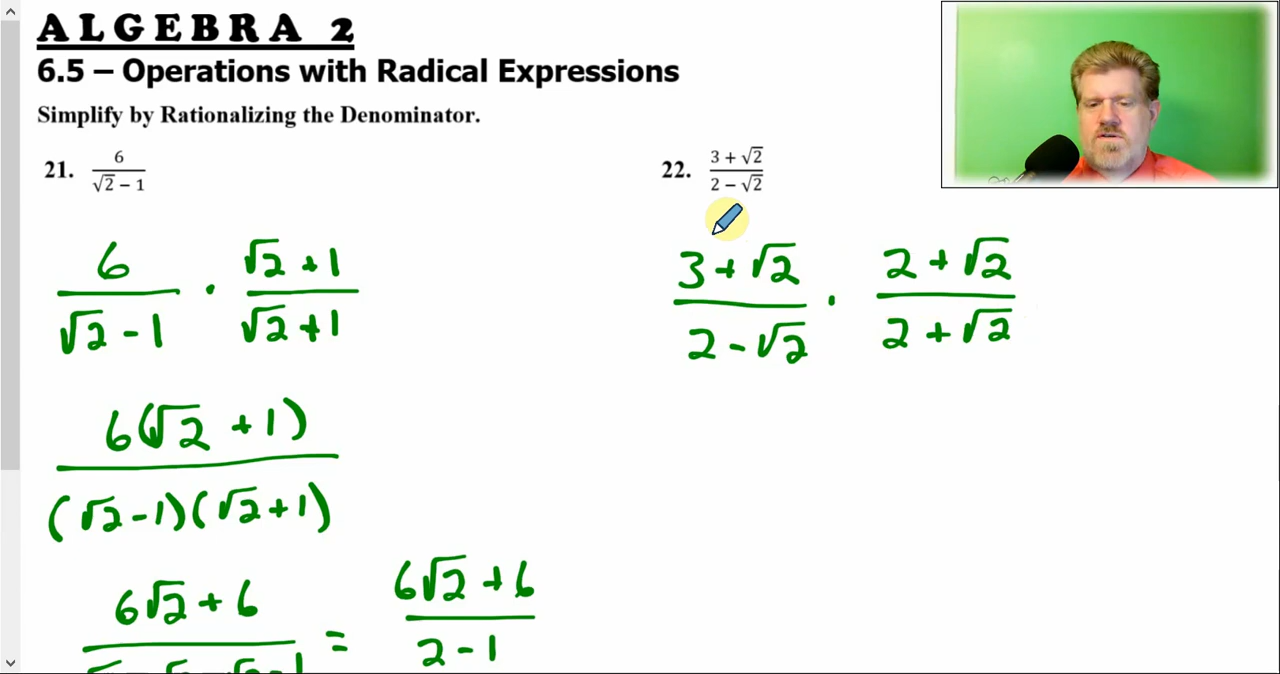 ALGEBRA 2
6.5 – Operations with Radical Expressions
Simplify by Rationalizing the Denominator.
21. 6 / (√2 – 1)
22. (3 + √2) / (2 – √2)
6 / (√2 - 1) · (√2 + 1) / (√2 + 1)
(3 + √2) / (2 - √2) · (2 + √2) / (2 + √2)
6(√2 + 1) / (√2 - 1)(√2 + 1)
6√2 + 6
= (6√2 + 6) / (2 - 1)